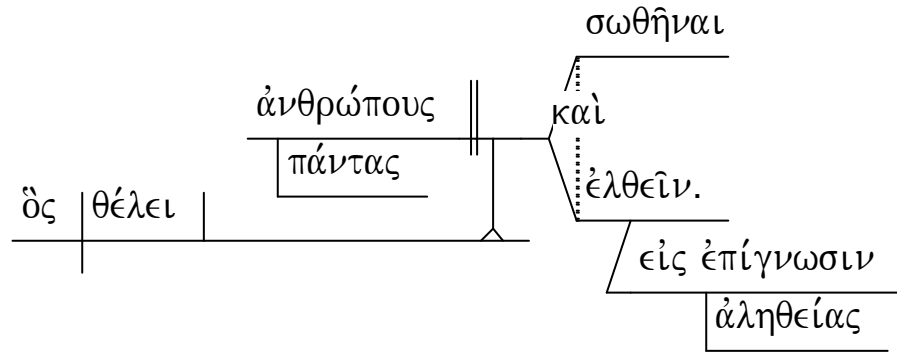 σωθῆναι
ἀνθρώπους
καὶ
πάντας
ὃς θέλει
ἐλθεῖν.
εἰς ἐπίγνωσιν
ἀληθείας